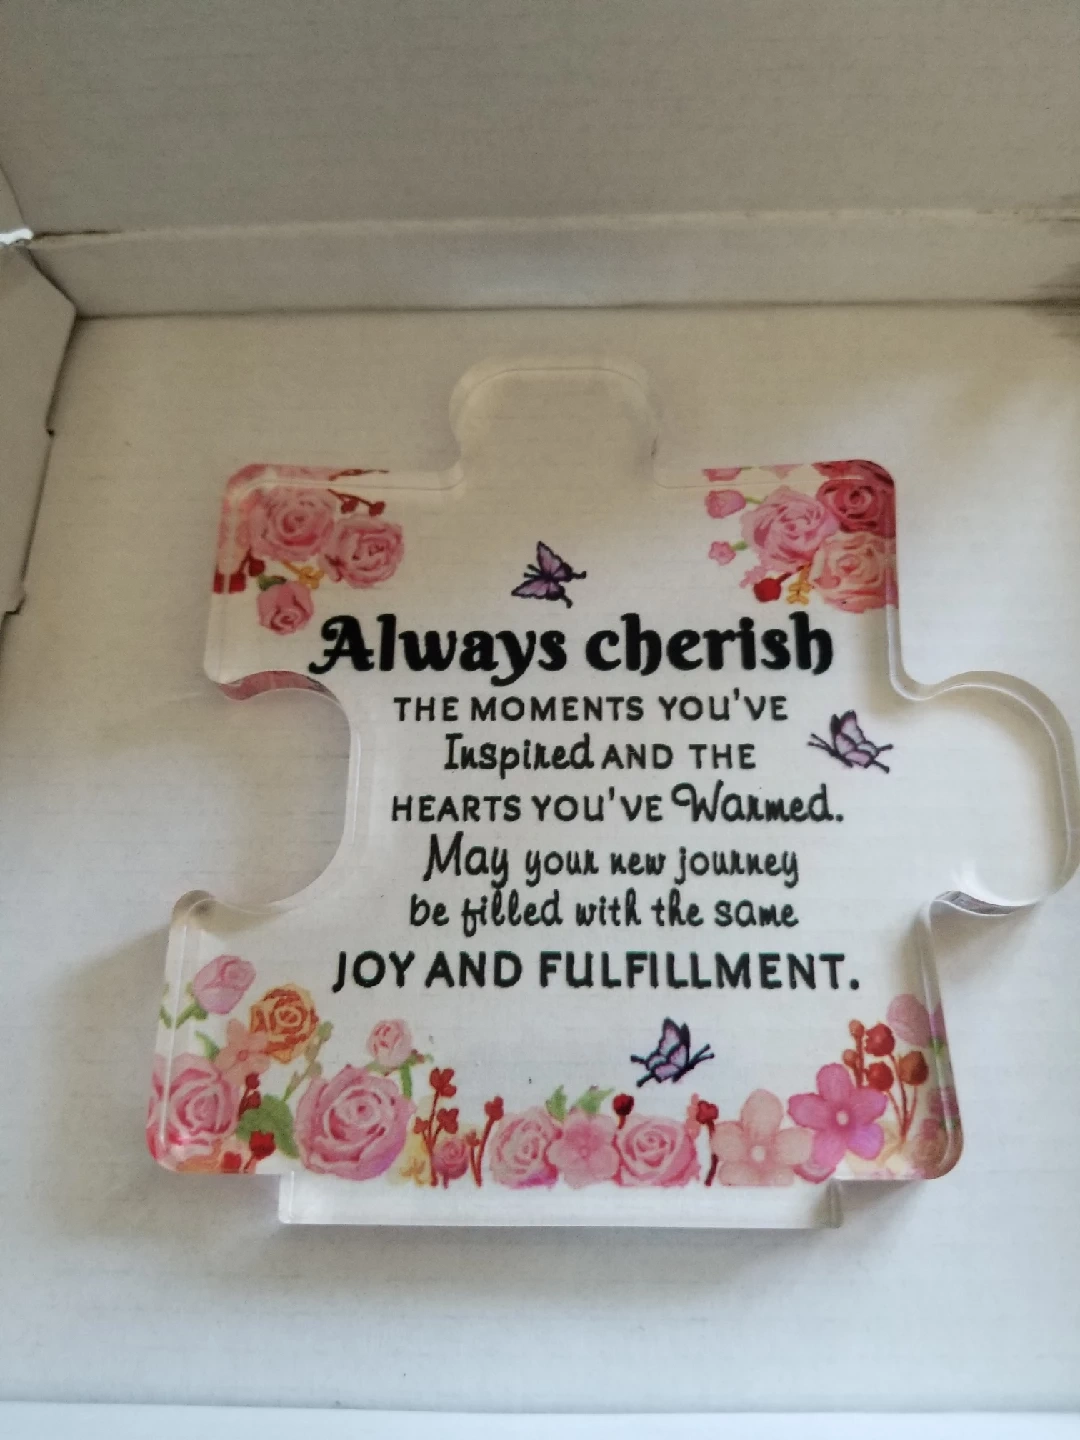 Always cherish
THE MOMENTS YOU'VE
Inspired AND THE
HEARTS YOU'VE Warmed.
May your new journey
be filled with the same
JOY AND FULFILLMENT.